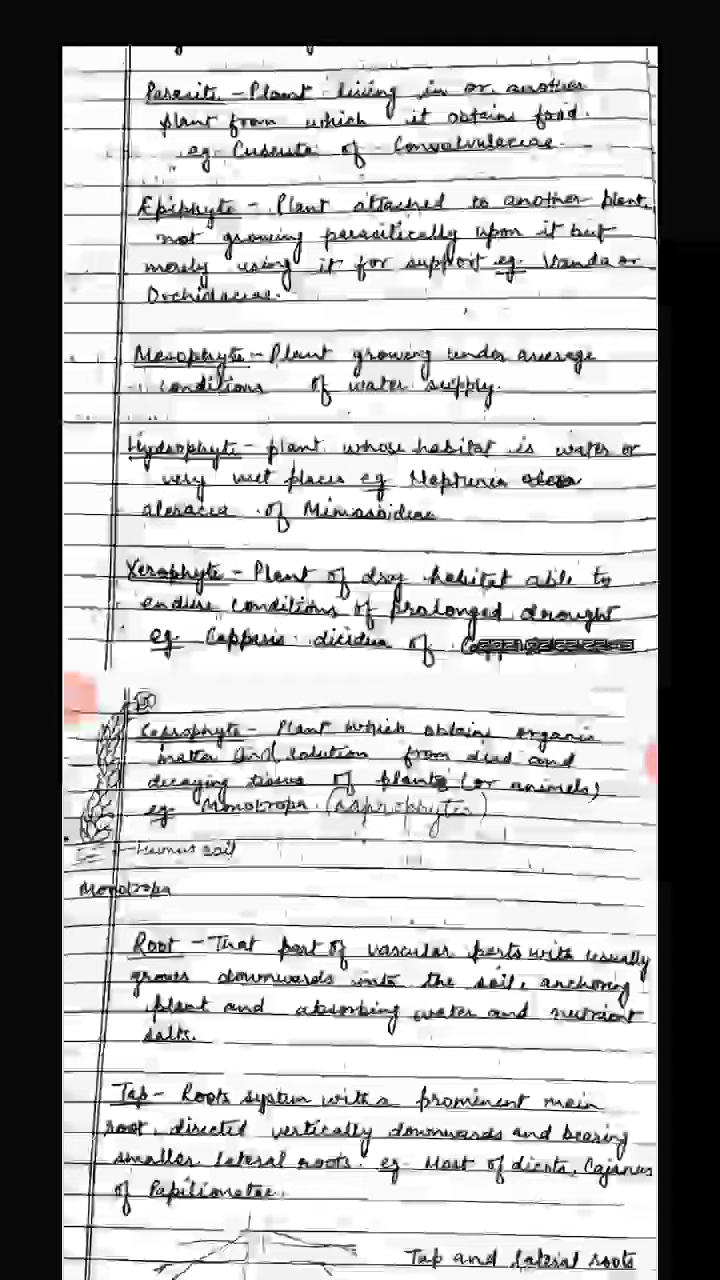 Parasite - Plant living in or another
plant from which it obtains food.
eg Cuscuta of Convolvulaceae.
Epiphyte - Plant attached to another plant,
not growing parasitically upon it but
merely using it for support eg. Vanda or
Orchidaceae.
Mesophyte - Plant growing under average
conditions of water supply.
Hydrophyte - plant whose habitat is water or
very wet places eg Neptunia
oleracea of Mimosoideae
Xerophyte - Plant of dry habitat able to
endure conditions of prolonged drought
eg. Capparis dicidua of
Saprophyte - Plant which obtains organic
matter in solution from dead and
decaying tissue of plants (or animals)
eg Monotropa (saprophytes)
Humus soil
Monotropa
Root - That part of vascular parts with usually
grows downwards into the soil, anchoring
plant and absorbing water and nutrient
salts.
Tap - Roots system with a prominent main
root, directed vertically downwards and bearing
smaller lateral roots. eg. Most of dicots, Cajanus
of Papilionatae.
Tap and lateral roots